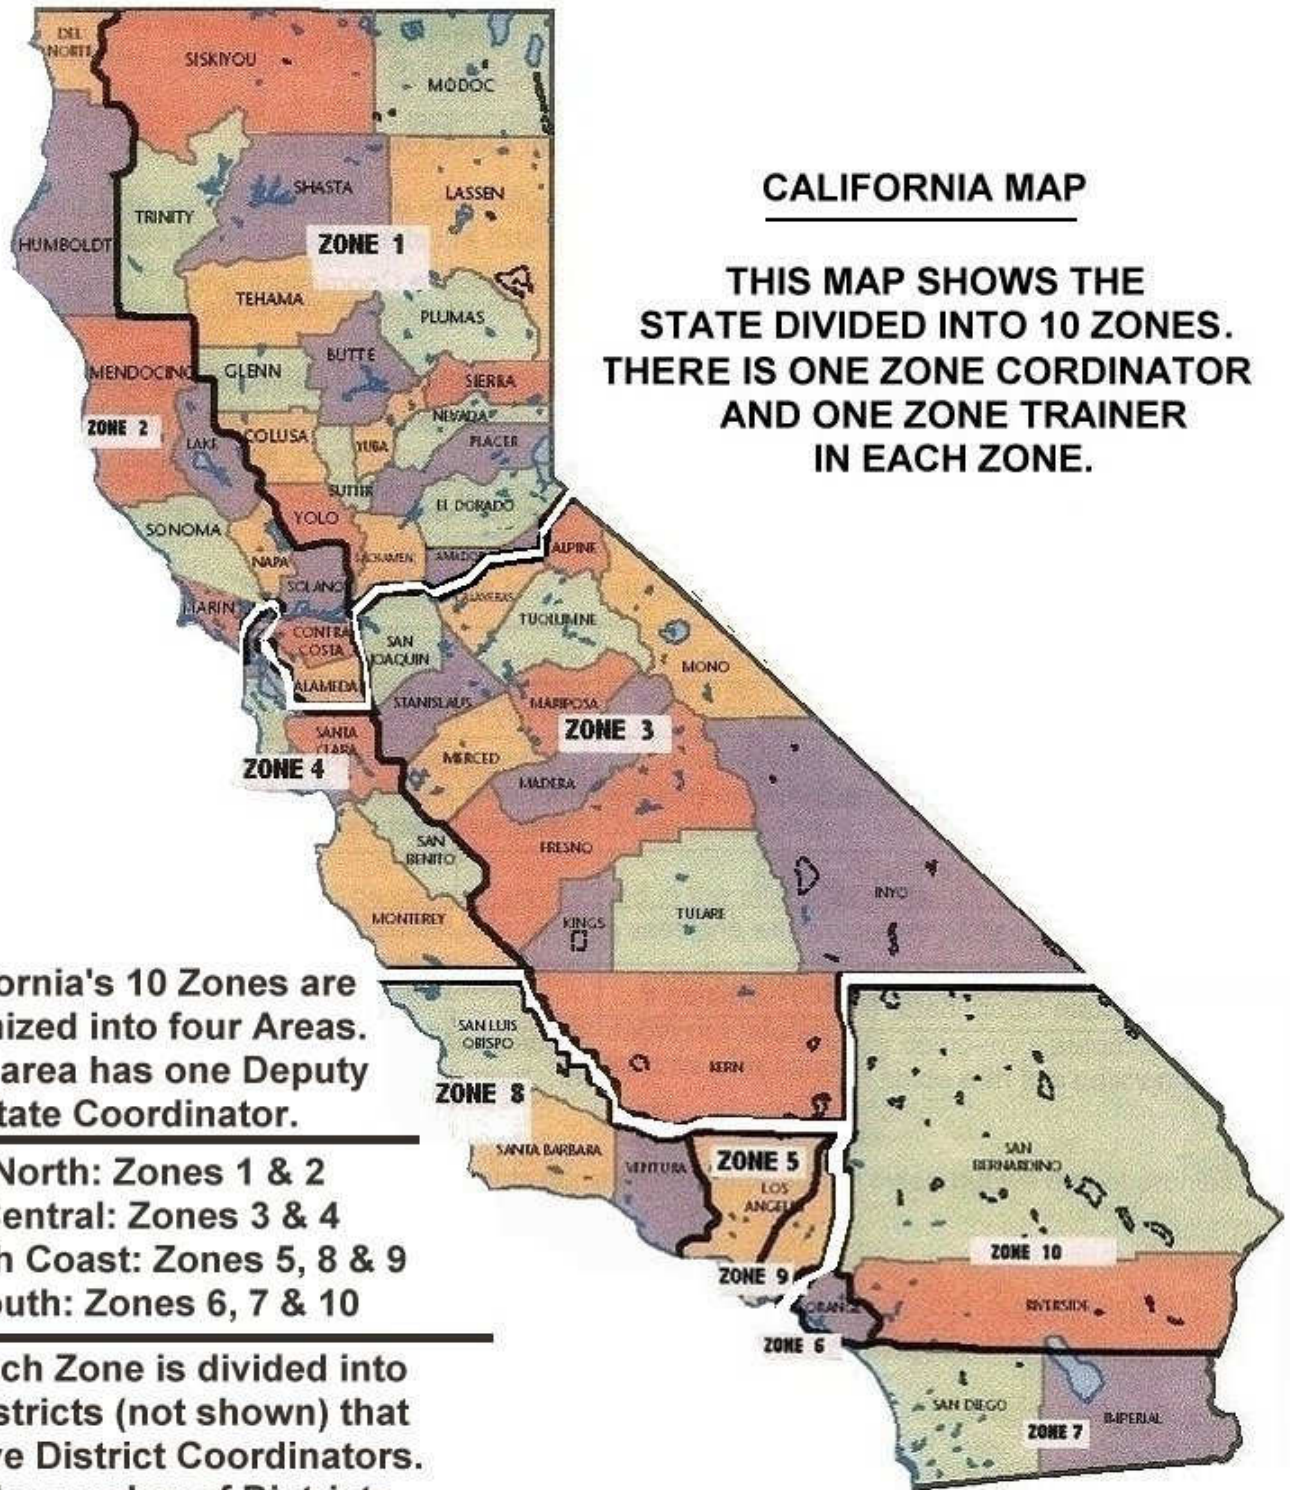 DEL
NORTE
SISKIYOU
MODOC
SHASTA
LASSEN
TRINITY
HUMBOLDT
ZONE 1
TEHAMA
PLUMAS
CALIFORNIA MAP
THIS MAP SHOWS THE
STATE DIVIDED INTO 10 ZONES.
THERE IS ONE ZONE CORDINATOR
AND ONE ZONE TRAINER
IN EACH ZONE.
MENDOCINO
GLENN
BUTTE
SIERRA
NEVADA
ZONE 2
LAKE
COLUSA
YUBA
PLACER
SUTTER
YOLO
EL DORADO
SONOMA
NAPA
ALPINE
SOLANO
MARIN
CONTRA
COSTA
SAN
JOAQUIN
TUOLUMNE
MONO
ALAMEDA
STANISLAUS
MARIPOSA
SANTA
CLARA
ZONE 3
ZONE 4
MERCED
MADERA
SAN
BENITO
FRESNO
MONTEREY
KINGS
TULARE
INYO
ornia's 10 Zones are
ized into four Areas.
area has one Deputy
tate Coordinator.
SAN LUIS
OBISPO
KERN
ZONE 8
SANTA BARBARA
VENTURA
ZONE 5
LOS
ANGEL
SAN
BERNARDINO
North: Zones 1 & 2
entral: Zones 3 & 4
h Coast: Zones 5, 8 & 9
outh: Zones 6, 7 & 10
ZONE 10
ZONE 9
ORANGE
RIVERSIDE
ZONE 6
ch Zone is divided into
stricts (not shown) that
ve District Coordinators.
SAN DIEGO
IMPERIAL
ZONE 7